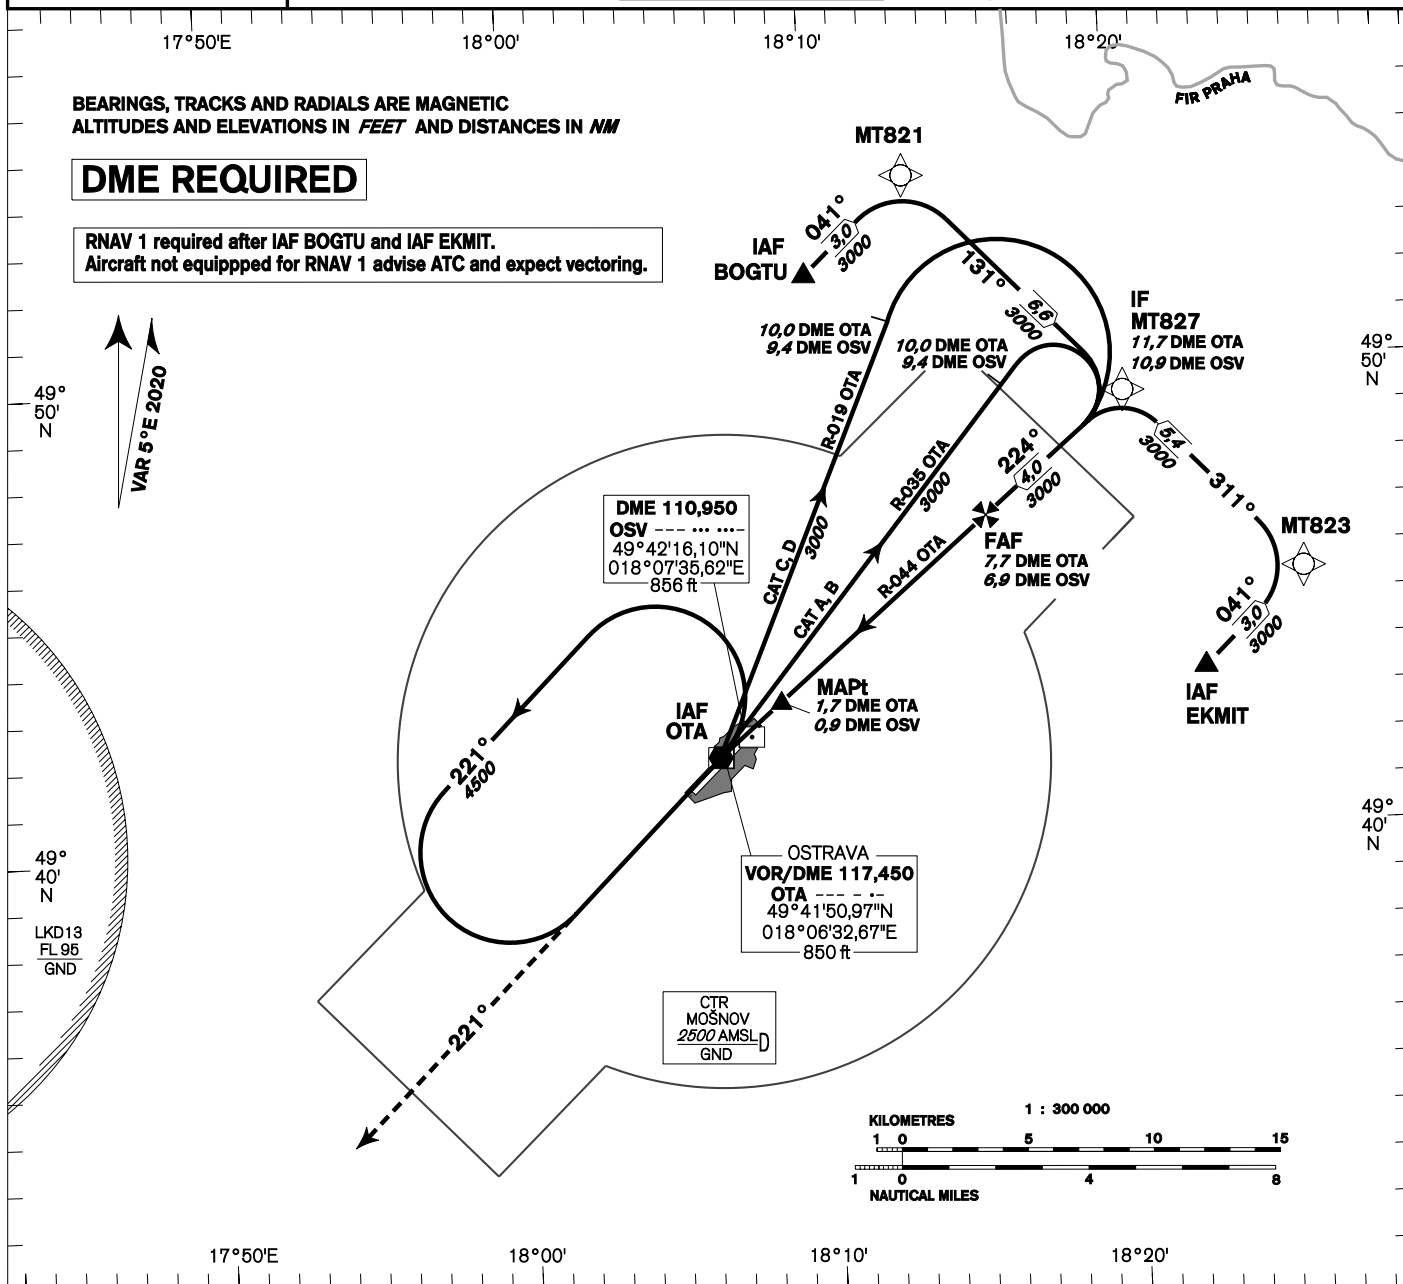 17°50'E
18°00'
18°10'
18°20'
FIR PRAHA
BEARINGS, TRACKS AND RADIALS ARE MAGNETIC
ALTITUDES AND ELEVATIONS IN FEET AND DISTANCES IN NM
DME REQUIRED
RNAV 1 required after IAF BOGTU and IAF EKMIT.
Aircraft not equippped for RNAV 1 advise ATC and expect vectoring.
VAR 5°E 2020
MT821
041°
3,0
3000
IAF
BOGTU
131°
6,6
3000
IF
MT827
11,7 DME OTA
10,9 DME OSV
10,0 DME OTA
9,4 DME OSV
10,0 DME OTA
9,4 DME OSV
49°
50'
N
49°
50'
N
R-019 OTA
3000
CAT C, D
R-035 OTA
3000
CAT A, B
224°
4,0
3000
R-044 OTA
5,4
3000
311°
MT823
041°
3,0
3000
IAF
EKMIT
FAF
7,7 DME OTA
6,9 DME OSV
DME 110,950
OSV --- ... ...-
49°42'16,10"N
018°07'35,62"E
856 ft
MAPt
1,7 DME OTA
0,9 DME OSV
IAF
OTA
221°
4500
OSTRAVA
VOR/DME 117,450
OTA --- - .-
49°41'50,97"N
018°06'32,67"E
850 ft
49°
40'
N
49°
40'
N
LKD13
FL 95
GND
221°
CTR
MOŠNOV
2500 AMSL
GND
D
1 : 300 000
KILOMETRES
1 0 5 10 15
1 0 4 8
NAUTICAL MILES
17°50'E
18°00'
18°10'
18°20'